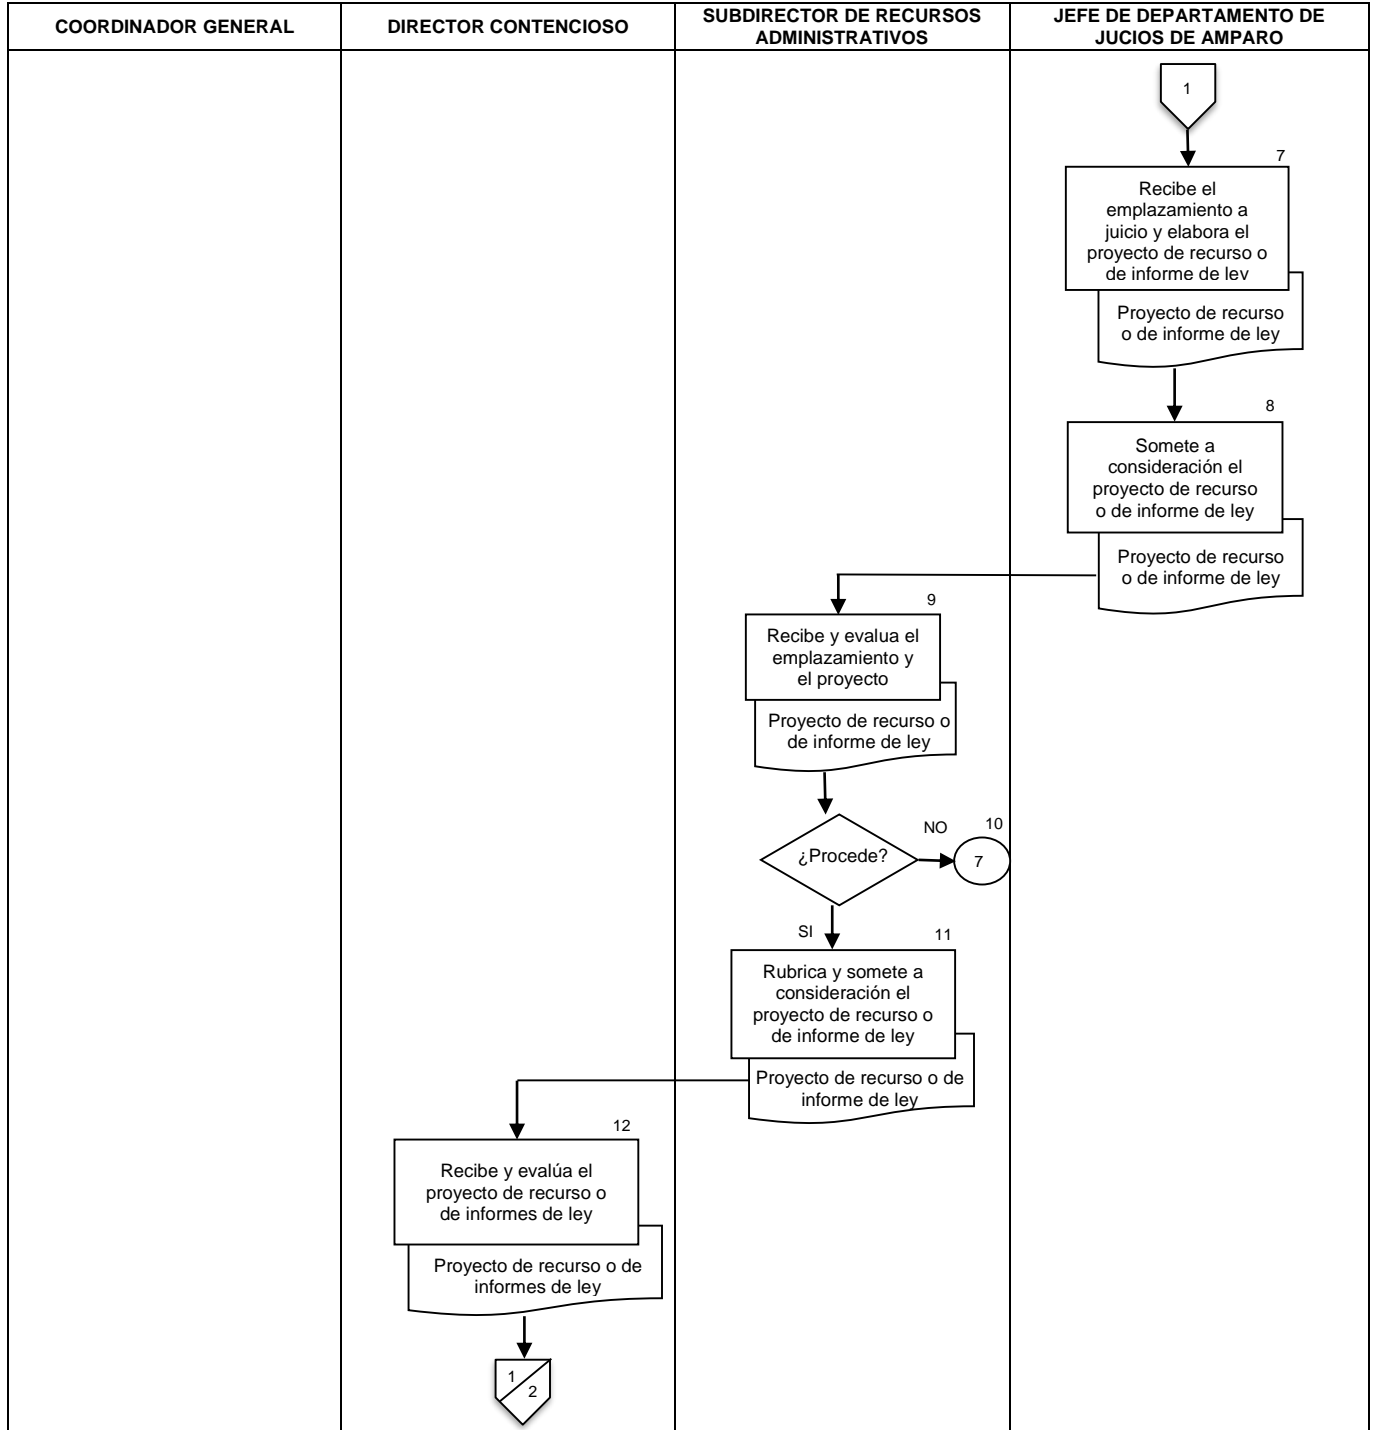 COORDINADOR GENERAL
DIRECTOR CONTENCIOSO
SUBDIRECTOR DE RECURSOS
ADMINISTRATIVOS
JEFE DE DEPARTAMENTO DE
JUCIOS DE AMPARO
1
7
Recibe el
emplazamiento a
juicio y elabora el
proyecto de recurso o
de informe de ley
Proyecto de recurso
o de informe de ley
8
Somete a
consideración el
proyecto de recurso
o de informe de ley
Proyecto de recurso
o de informe de ley
9
Recibe y evalua el
emplazamiento y
el proyecto
Proyecto de recurso o
de informe de ley
¿Procede?
NO
10
7
SI
11
Rubrica y somete a
consideración el
proyecto de recurso o
de informe de ley
Proyecto de recurso o de
informe de ley
12
Recibe y evalúa el
proyecto de recurso o
de informes de ley
Proyecto de recurso o de
informes de ley
1
2